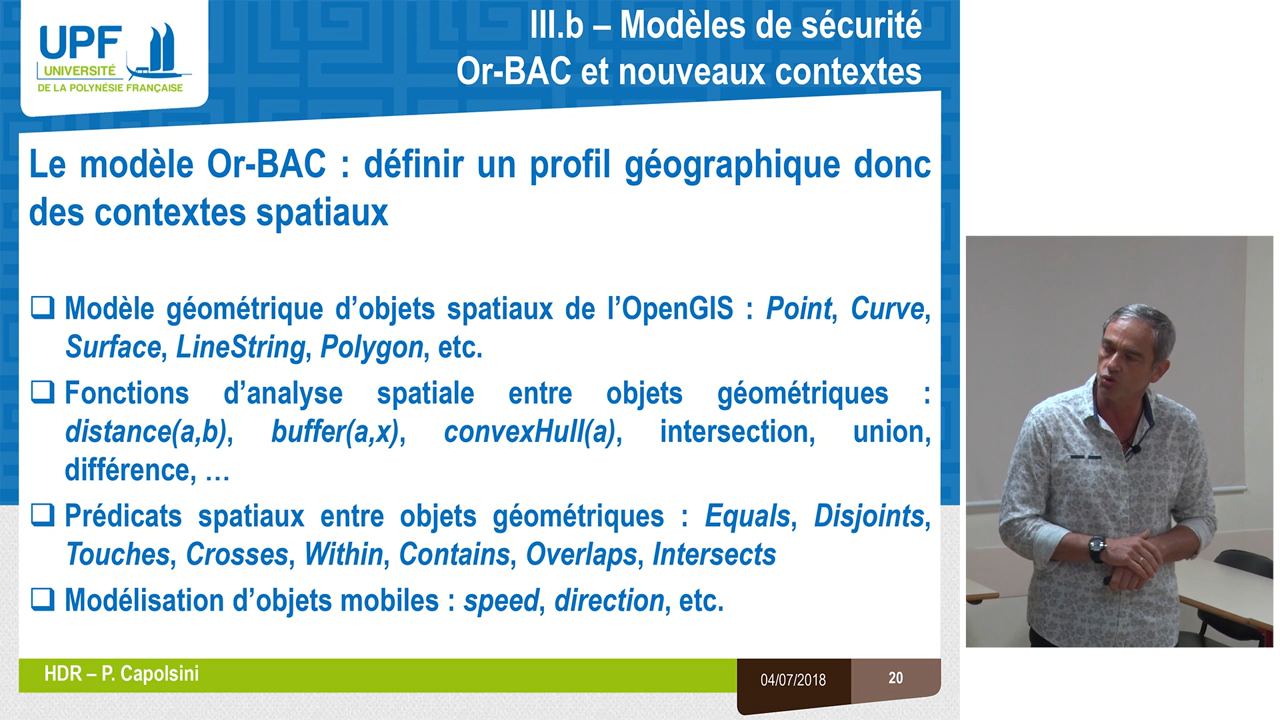 UPF
UNIVERSITÉ
DE LA POLYNÉSIE FRANÇAISE
III.b – Modèles de sécurité
Or-BAC et nouveaux contextes
Le modèle Or-BAC : définir un profil géographique donc
des contextes spatiaux
Modèle géométrique d’objets spatiaux de l’OpenGIS : Point, Curve,
Surface, LineString, Polygon, etc.
Fonctions d’analyse spatiale entre objets géométriques :
distance(a,b), buffer(a,x), convexHull(a), intersection, union,
différence, …
Prédicats spatiaux entre objets géométriques : Equals, Disjoints,
Touches, Crosses, Within, Contains, Overlaps, Intersects
Modélisation d’objets mobiles : speed, direction, etc.
HDR – P. Capolsini
04/07/2018
20